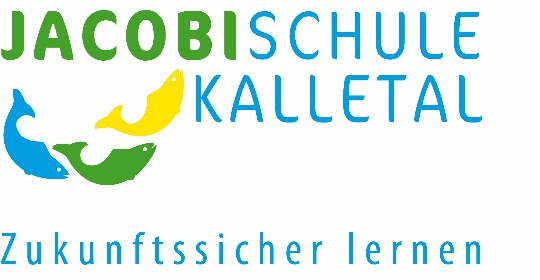 JACOBISCHULE
KALLETAL
Zukunftssicher lernen